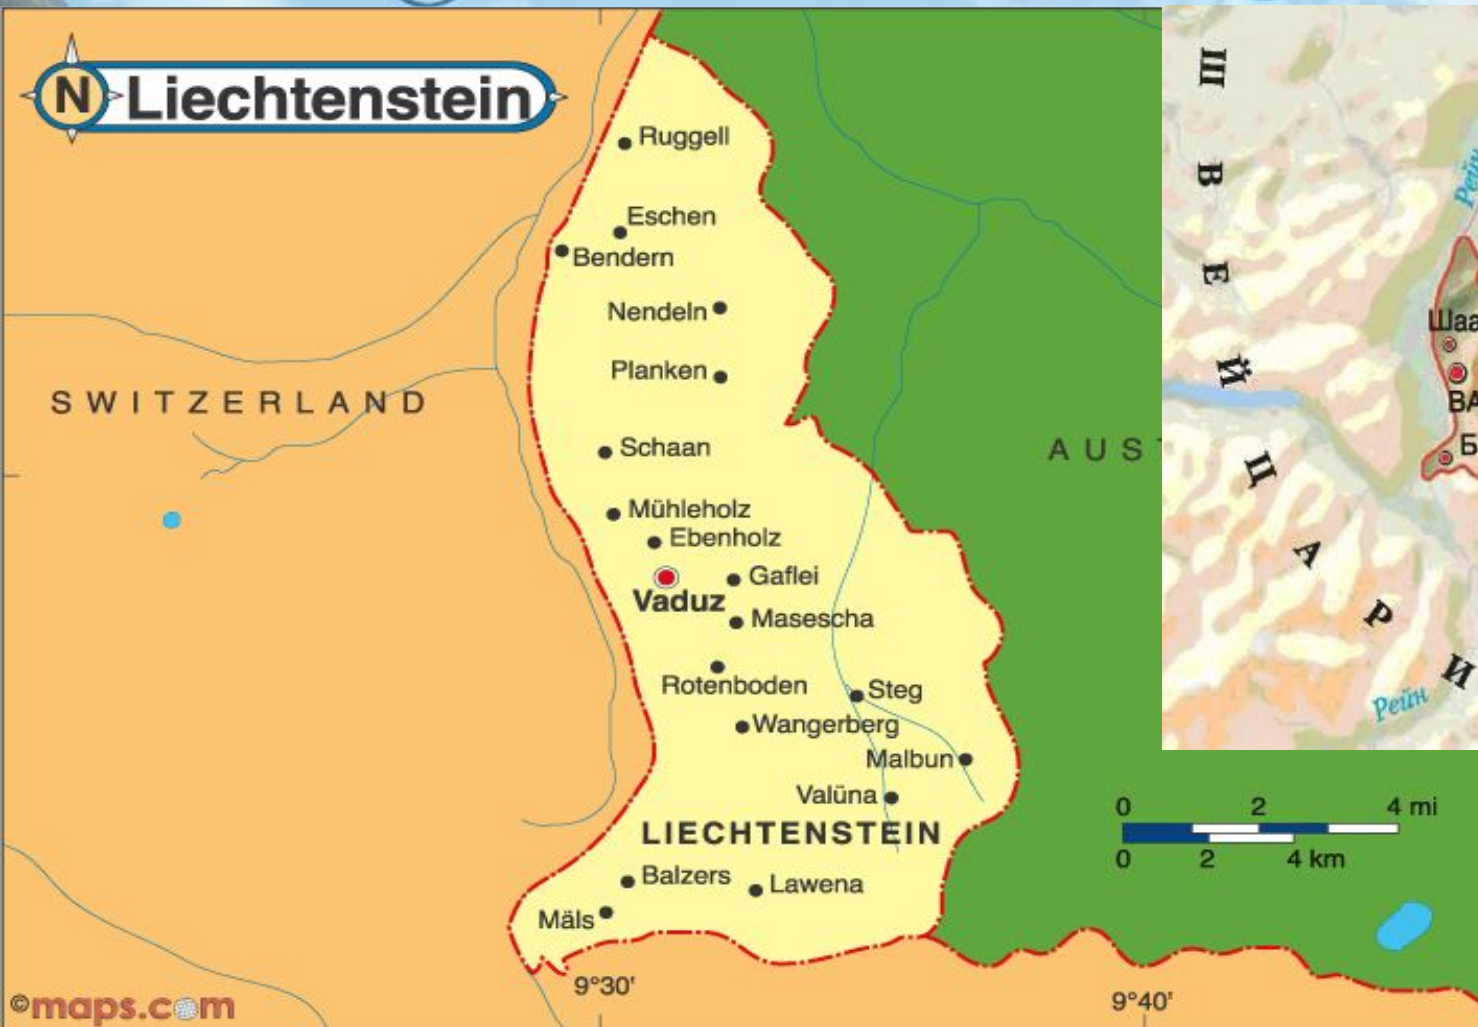 N Liechtenstein
Ruggell
Eschen
Bendern
Nendeln
Planken
SWITZERLAND
Schaan
Mühleholz
Ebenholz
Gaflei
Vaduz
Masescha
Rotenboden
Steg
Wangerberg
Malbun
Valüna
LIECHTENSTEIN
Balzers
Lawena
Mäls
9°30'
9°40'
AUS
0 2 4 mi
0 2 4 km
©maps.com
ШВЕЙЦАРИ
Рейн
Шаа
ВА
Б
Рейн